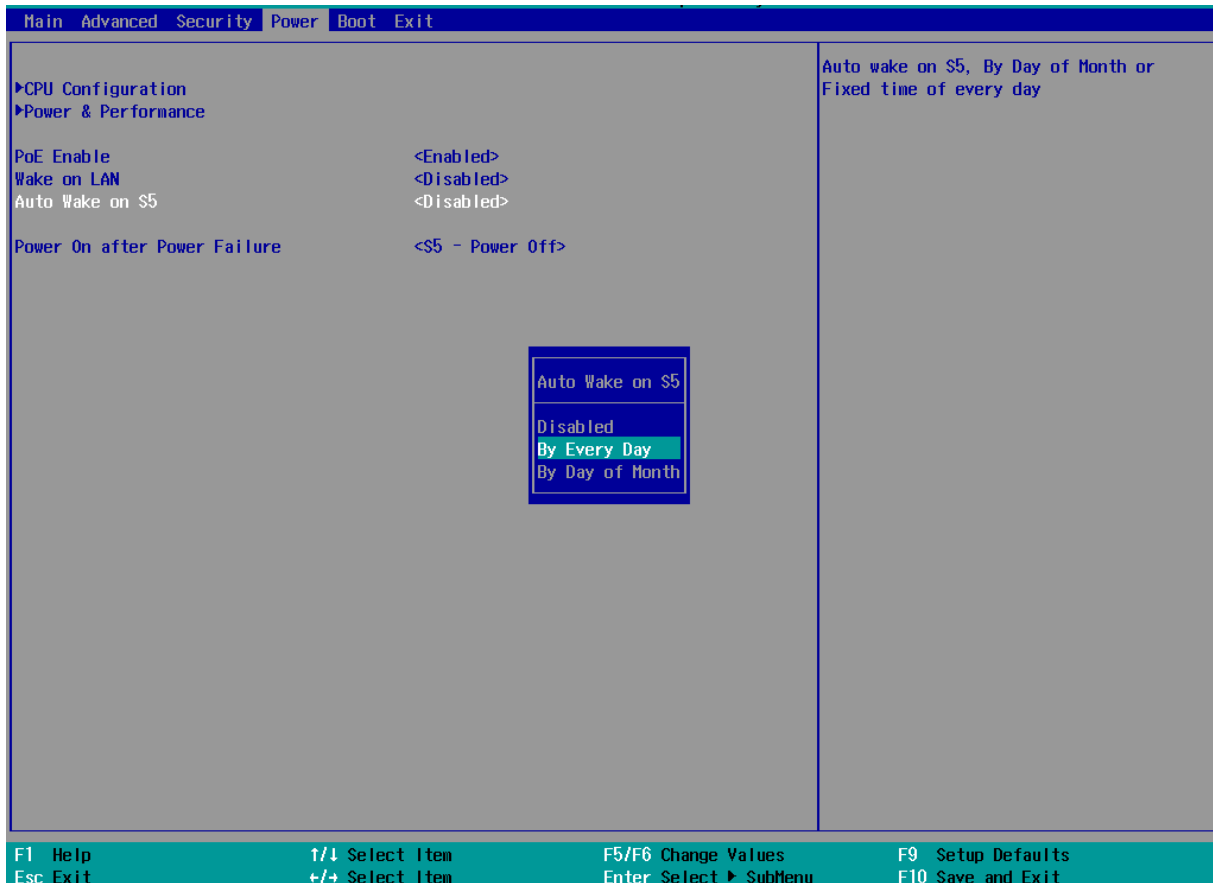 Main Advanced Security Power Boot Exit
▶CPU Configuration
▶Power & Performance
PoE Enable <Enabled>
Wake on LAN <Disabled>
Auto Wake on S5 <Disabled>
Power On after Power Failure <S5 - Power Off>
Auto wake on S5, By Day of Month or
Fixed time of every day
Auto Wake on S5
Disabled
By Every Day
By Day of Month
F1 Help ↑/↓ Select Item F5/F6 Change Values F9 Setup Defaults
Esc Exit ←/→ Select Item Enter Select ▶ SubMenu F10 Save and Exit